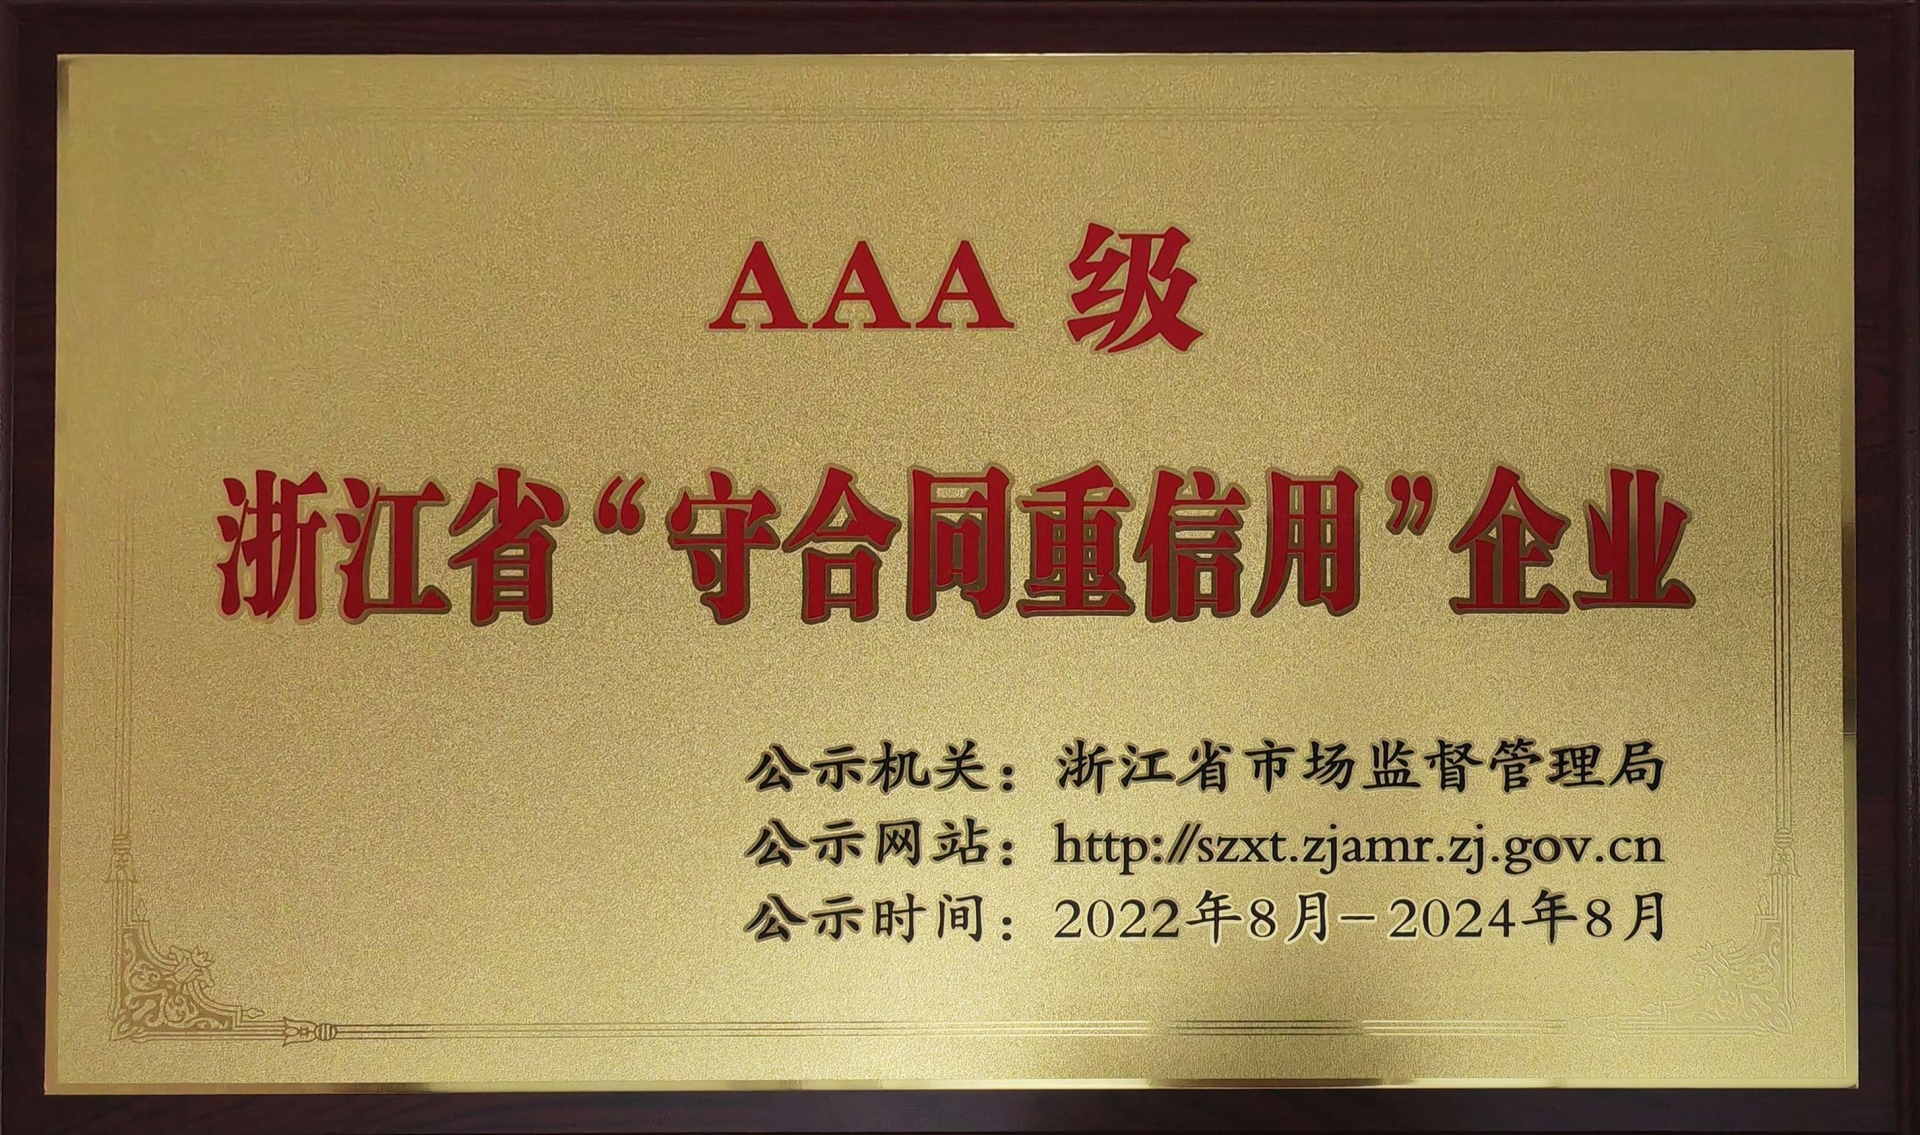 AAA 级
浙江省“守合同重信用”企业
公示机关：浙江省市场监督管理局
公示网站：http://szxt.zjamr.zj.gov.cn
公示时间：2022年8月-2024年8月